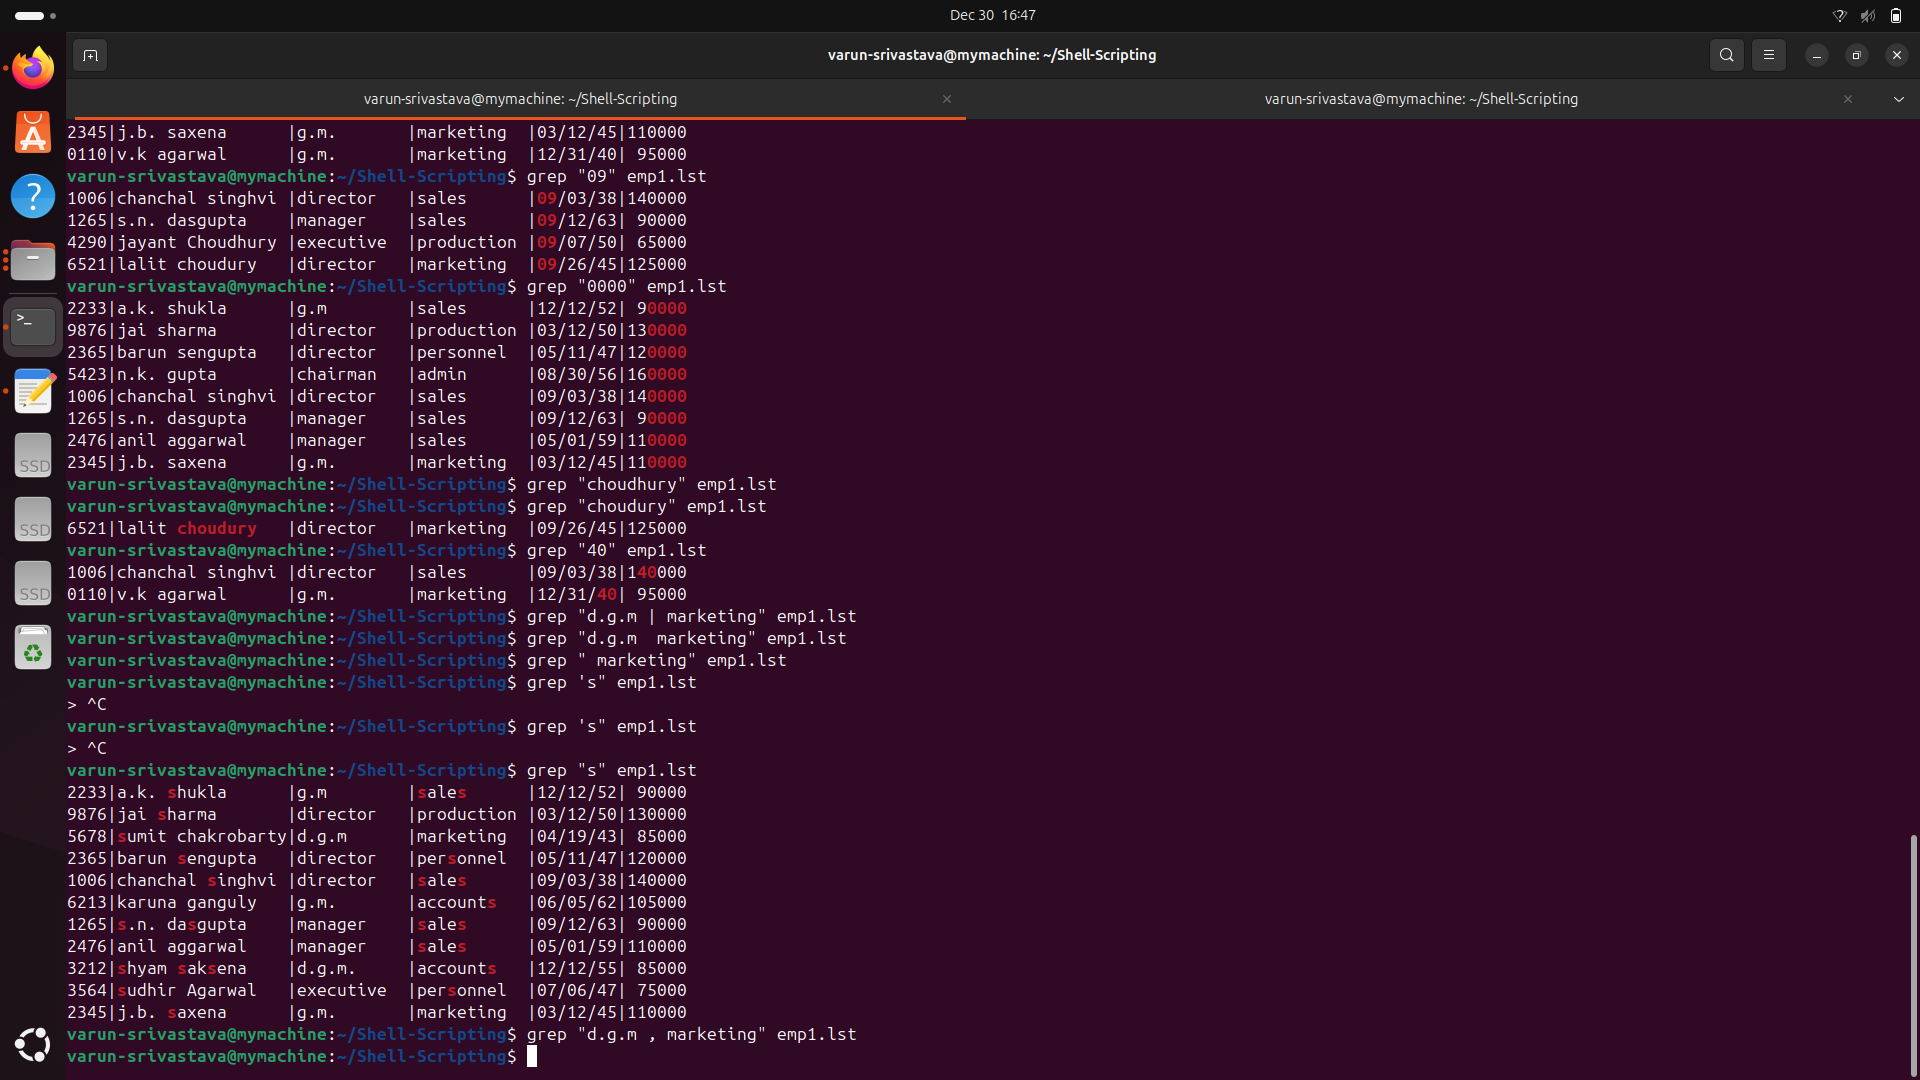 Dec 30 16:47
varun-srivastava@mymachine: ~/Shell-Scripting
varun-srivastava@mymachine: ~/Shell-Scripting
varun-srivastava@mymachine: ~/Shell-Scripting
2345|j.b. saxena      |g.m.       |marketing  |03/12/45|110000
0110|v.k agarwal      |g.m.       |marketing  |12/31/40| 95000
varun-srivastava@mymachine:~/Shell-Scripting$ grep "09" emp1.lst
1006|chanchal singhvi |director   |sales      |09/03/38|140000
1265|s.n. dasgupta    |manager    |sales      |09/12/63| 90000
4290|jayant Choudhury |executive  |production |09/07/50| 65000
6521|lalit choudury   |director   |marketing  |09/26/45|125000
varun-srivastava@mymachine:~/Shell-Scripting$ grep "0000" emp1.lst
2233|a.k. shukla      |g.m        |sales      |12/12/52| 90000
9876|jai sharma       |director   |production |03/12/50|130000
2365|barun sengupta   |director   |personnel  |05/11/47|120000
5423|n.k. gupta       |chairman   |admin      |08/30/56|160000
1006|chanchal singhvi |director   |sales      |09/03/38|140000
1265|s.n. dasgupta    |manager    |sales      |09/12/63| 90000
2476|anil aggarwal    |manager    |sales      |05/01/59|110000
2345|j.b. saxena      |g.m.       |marketing  |03/12/45|110000
varun-srivastava@mymachine:~/Shell-Scripting$ grep "choudhury" emp1.lst
varun-srivastava@mymachine:~/Shell-Scripting$ grep "choudury" emp1.lst
6521|lalit choudury   |director   |marketing  |09/26/45|125000
varun-srivastava@mymachine:~/Shell-Scripting$ grep "40" emp1.lst
1006|chanchal singhvi |director   |sales      |09/03/38|140000
0110|v.k agarwal      |g.m.       |marketing  |12/31/40| 95000
varun-srivastava@mymachine:~/Shell-Scripting$ grep "d.g.m | marketing" emp1.lst
varun-srivastava@mymachine:~/Shell-Scripting$ grep "d.g.m  marketing" emp1.lst
varun-srivastava@mymachine:~/Shell-Scripting$ grep " marketing" emp1.lst
varun-srivastava@mymachine:~/Shell-Scripting$ grep 's" emp1.lst
> ^C
varun-srivastava@mymachine:~/Shell-Scripting$ grep 's" emp1.lst
> ^C
varun-srivastava@mymachine:~/Shell-Scripting$ grep "s" emp1.lst
2233|a.k. shukla      |g.m        |sales      |12/12/52| 90000
9876|jai sharma       |director   |production |03/12/50|130000
5678|sumit chakrobarty|d.g.m      |marketing  |04/19/43| 85000
2365|barun sengupta   |director   |personnel  |05/11/47|120000
1006|chanchal singhvi |director   |sales      |09/03/38|140000
6213|karuna ganguly   |g.m.       |accounts   |06/05/62|105000
1265|s.n. dasgupta    |manager    |sales      |09/12/63| 90000
2476|anil aggarwal    |manager    |sales      |05/01/59|110000
3212|shyam saksena    |d.g.m.     |accounts   |12/12/55| 85000
3564|sudhir Agarwal   |executive  |personnel  |07/06/47| 75000
2345|j.b. saxena      |g.m.       |marketing  |03/12/45|110000
varun-srivastava@mymachine:~/Shell-Scripting$ grep "d.g.m , marketing" emp1.lst
varun-srivastava@mymachine:~/Shell-Scripting$
SSD
SSD
SSD